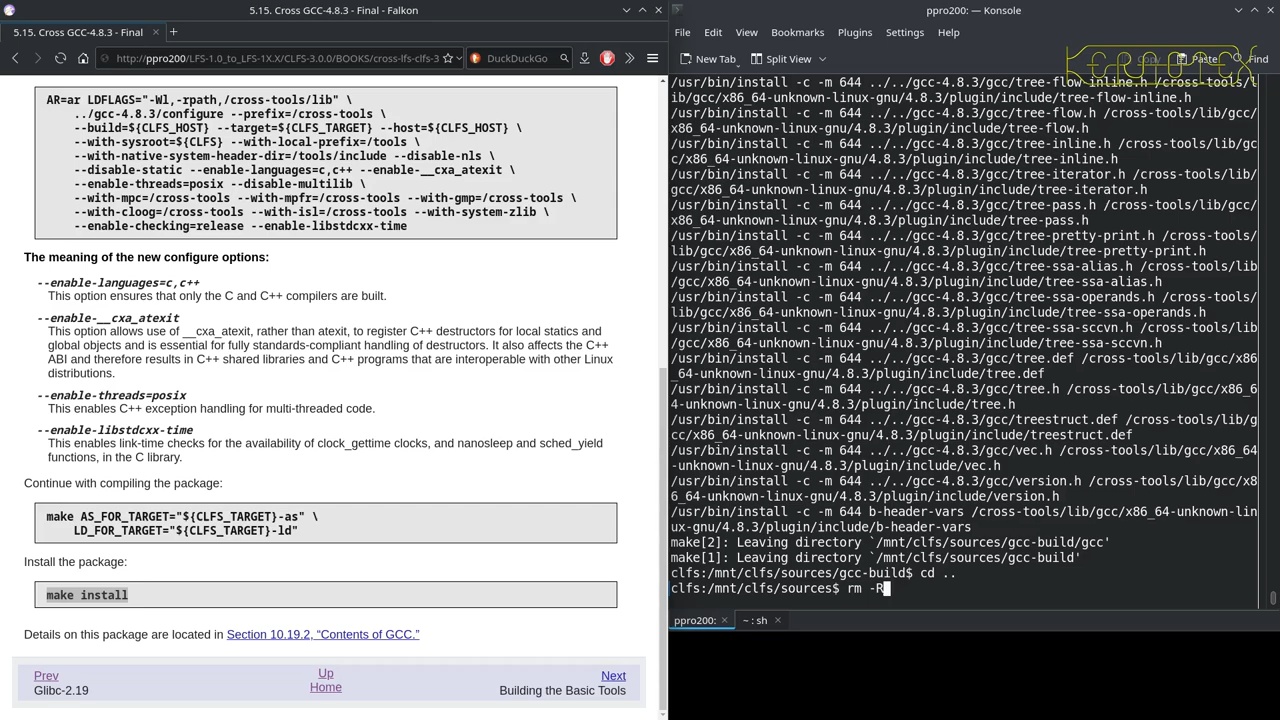 5.15. Cross GCC-4.8.3 - Final - Falkon
5.15. Cross GCC-4.8.3 - Final
http://ppro200:/LFS-1.0_to_LFS-1X.X/CLFS-3.0.0/BOOKS/cross-lfs-clfs-3
DuckDuckGo
AR=ar LDFLAGS="-Wl,-rpath,/cross-tools/lib" \
../gcc-4.8.3/configure --prefix=/cross-tools \
--build=${CLFS_HOST} --target=${CLFS_TARGET} --host=${CLFS_HOST} \
--with-sysroot=${CLFS} --with-local-prefix=/tools \
--with-native-system-header-dir=/tools/include --disable-nls \
--disable-static --enable-languages=c,c++ --enable-__cxa_atexit \
--enable-threads=posix --disable-multilib \
--with-mpc=/cross-tools --with-mpfr=/cross-tools --with-gmp=/cross-tools \
--with-cloog=/cross-tools --with-isl=/cross-tools --with-system-zlib \
--enable-checking=release --enable-libstdcxx-time
The meaning of the new configure options:
--enable-languages=c,c++
This option ensures that only the C and C++ compilers are built.
--enable-__cxa_atexit
This option allows use of __cxa_atexit, rather than atexit, to register C++ destructors for local statics and
global objects and is essential for fully standards-compliant handling of destructors. It also affects the C++
ABI and therefore results in C++ shared libraries and C++ programs that are interoperable with other Linux
distributions.
--enable-threads=posix
This enables C++ exception handling for multi-threaded code.
--enable-libstdcxx-time
This enables link-time checks for the availability of clock_gettime clocks, and nanosleep and sched_yield
functions, in the C library.
Continue with compiling the package:
make AS_FOR_TARGET="${CLFS_TARGET}-as" \
LD_FOR_TARGET="${CLFS_TARGET}-ld"
Install the package:
make install
Details on this package are located in Section 10.19.2, “Contents of GCC.”
Prev
Up
Next
Glibc-2.19
Home
Building the Basic Tools
ppro200: — Konsole
File Edit View Bookmarks Plugins Settings Help
New Tab Split View Copy Paste Find
/usr/bin/install -c -m 644 ../../gcc-4.8.3/gcc/tree-flow-inline.h /cross-tools/l
ib/gcc/x86_64-unknown-linux-gnu/4.8.3/plugin/include/tree-flow-inline.h
/usr/bin/install -c -m 644 ../../gcc-4.8.3/gcc/tree-flow.h /cross-tools/lib/gcc/
x86_64-unknown-linux-gnu/4.8.3/plugin/include/tree-flow.h
/usr/bin/install -c -m 644 ../../gcc-4.8.3/gcc/tree-inline.h /cross-tools/lib/gc
c/x86_64-unknown-linux-gnu/4.8.3/plugin/include/tree-inline.h
/usr/bin/install -c -m 644 ../../gcc-4.8.3/gcc/tree-iterator.h /cross-tools/lib/
gcc/x86_64-unknown-linux-gnu/4.8.3/plugin/include/tree-iterator.h
/usr/bin/install -c -m 644 ../../gcc-4.8.3/gcc/tree-pass.h /cross-tools/lib/gcc/
x86_64-unknown-linux-gnu/4.8.3/plugin/include/tree-pass.h
/usr/bin/install -c -m 644 ../../gcc-4.8.3/gcc/tree-pretty-print.h /cross-tools/
lib/gcc/x86_64-unknown-linux-gnu/4.8.3/plugin/include/tree-pretty-print.h
/usr/bin/install -c -m 644 ../../gcc-4.8.3/gcc/tree-ssa-alias.h /cross-tools/lib
/gcc/x86_64-unknown-linux-gnu/4.8.3/plugin/include/tree-ssa-alias.h
/usr/bin/install -c -m 644 ../../gcc-4.8.3/gcc/tree-ssa-operands.h /cross-tools/
lib/gcc/x86_64-unknown-linux-gnu/4.8.3/plugin/include/tree-ssa-operands.h
/usr/bin/install -c -m 644 ../../gcc-4.8.3/gcc/tree-ssa-sccvn.h /cross-tools/lib
/gcc/x86_64-unknown-linux-gnu/4.8.3/plugin/include/tree-ssa-sccvn.h
/usr/bin/install -c -m 644 ../../gcc-4.8.3/gcc/tree.def /cross-tools/lib/gcc/x86
_64-unknown-linux-gnu/4.8.3/plugin/include/tree.def
/usr/bin/install -c -m 644 ../../gcc-4.8.3/gcc/tree.h /cross-tools/lib/gcc/x86_6
4-unknown-linux-gnu/4.8.3/plugin/include/tree.h
/usr/bin/install -c -m 644 ../../gcc-4.8.3/gcc/treestruct.def /cross-tools/lib/g
cc/x86_64-unknown-linux-gnu/4.8.3/plugin/include/treestruct.def
/usr/bin/install -c -m 644 ../../gcc-4.8.3/gcc/vec.h /cross-tools/lib/gcc/x86_64
-unknown-linux-gnu/4.8.3/plugin/include/vec.h
/usr/bin/install -c -m 644 ../../gcc-4.8.3/gcc/version.h /cross-tools/lib/gcc/x8
6_64-unknown-linux-gnu/4.8.3/plugin/include/version.h
/usr/bin/install -c -m 644 b-header-vars /cross-tools/lib/gcc/x86_64-unknown-lin
ux-gnu/4.8.3/plugin/include/b-header-vars
make[2]: Leaving directory `/mnt/clfs/sources/gcc-build/gcc'
make[1]: Leaving directory `/mnt/clfs/sources/gcc-build'
clfs:/mnt/clfs/sources/gcc-build$ cd ..
clfs:/mnt/clfs/sources$ rm -R
ppro200:
~ : sh